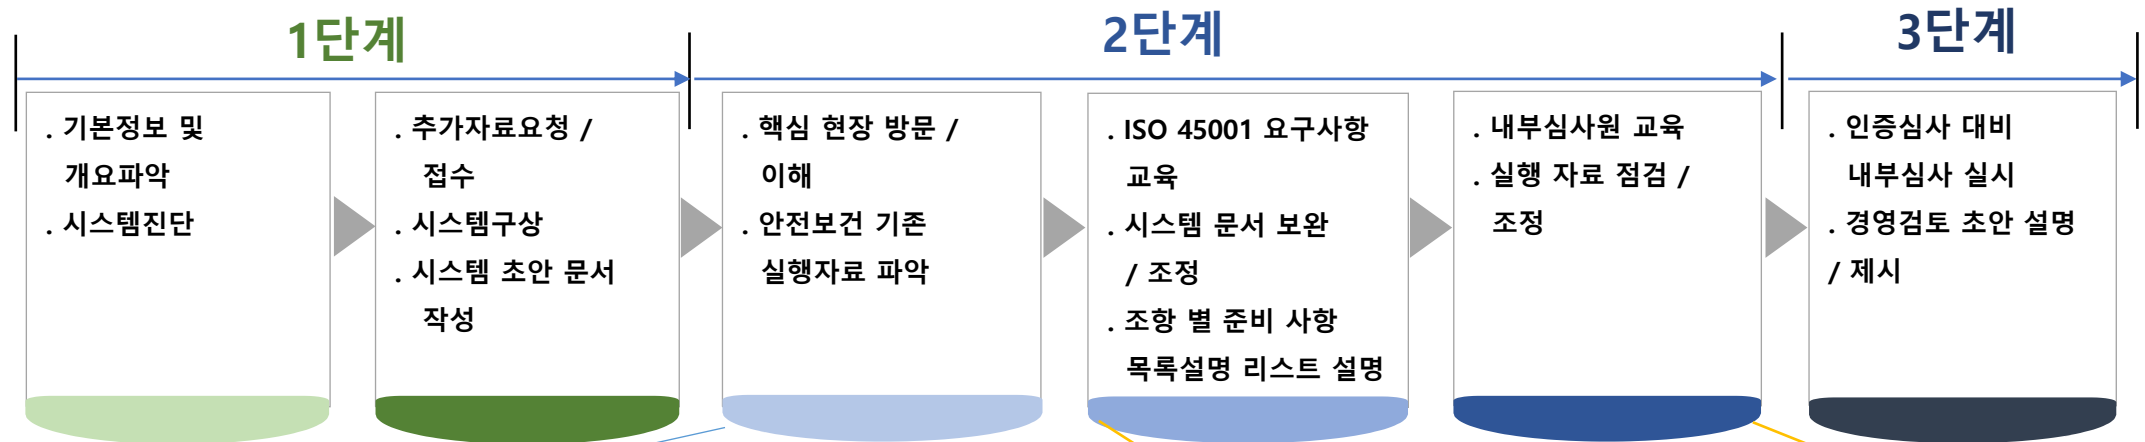 1단계
2단계
3단계
. 기본정보 및
개요파악
. 시스템진단
. 추가자료요청 /
접수
. 시스템구상
. 시스템 초안 문서
작성
. 핵심 현장 방문 /
이해
. 안전보건 기존
실행자료 파악
. ISO 45001 요구사항
교육
. 시스템 문서 보완
/ 조정
. 조항 별 준비 사항
목록설명 리스트 설명
. 내부심사원 교육
. 실행 자료 점검 /
조정
. 인증심사 대비
내부심사 실시
. 경영검토 초안 설명
/ 제시